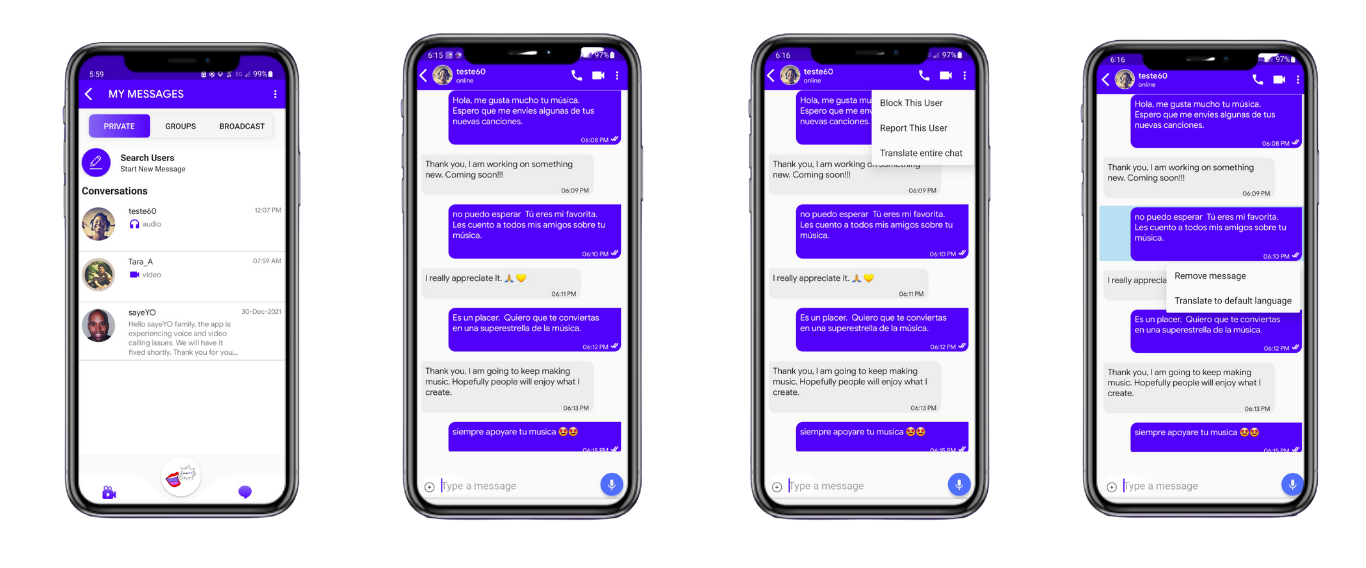 5:59
3G 99%
MY MESSAGES
PRIVATE GROUPS BROADCAST
Search Users
Start New Message
Conversations
teste60 12:07 PM
audio
Tara_A 07:59 AM
video
sayeYO 30-Dec-2021
Hello sayeYO family, the app is
experiencing voice and video
calling issues. We will have it
fixed shortly. Thank you for you...
6:15 97%
teste60
online
Hola, me gusta mucho tu música.
Espero que me envíes algunas de tus
nuevas canciones.
06:08 PM
Thank you, I am working on something
new. Coming soon!!!
06:09 PM
no puedo esperar Tú eres mi favorita.
Les cuento a todos mis amigos sobre tu
música.
06:10 PM
I really appreciate it. 🙏 💛
06:11 PM
Es un placer. Quiero que te conviertas
en una superestrella de la música.
06:12 PM
Thank you, I am going to keep making
music. Hopefully people will enjoy what I
create.
06:13 PM
siempre apoyare tu musica 😍😍
06:15 PM
Type a message
6:16 97%
teste60
online
Block This User
Report This User
Translate entire chat
Hola, me gusta mu
Espero que me en
nuevas canciones.
Thank you, I am working on something
new. Coming soon!!!
06:09 PM
no puedo esperar Tú eres mi favorita.
Les cuento a todos mis amigos sobre tu
música.
06:10 PM
I really appreciate it. 🙏 💛
06:11 PM
Es un placer. Quiero que te conviertas
en una superestrella de la música.
06:12 PM
Thank you, I am going to keep making
music. Hopefully people will enjoy what I
create.
06:13 PM
siempre apoyare tu musica 😍😍
06:15 PM
Type a message
6:16 97%
teste60
online
Hola, me gusta mucho tu música.
Espero que me envíes algunas de tus
nuevas canciones.
06:08 PM
Thank you, I am working on something
new. Coming soon!!!
06:09 PM
no puedo esperar Tú eres mi favorita.
Les cuento a todos mis amigos sobre tu
música.
06:10 PM
I really apprecia
Remove message
Translate to default language
Es un placer. Quiero que te conviertas
en una superestrella de la música.
06:12 PM
Thank you, I am going to keep making
music. Hopefully people will enjoy what I
create.
06:13 PM
siempre apoyare tu musica 😍😍
06:15 PM
Type a message